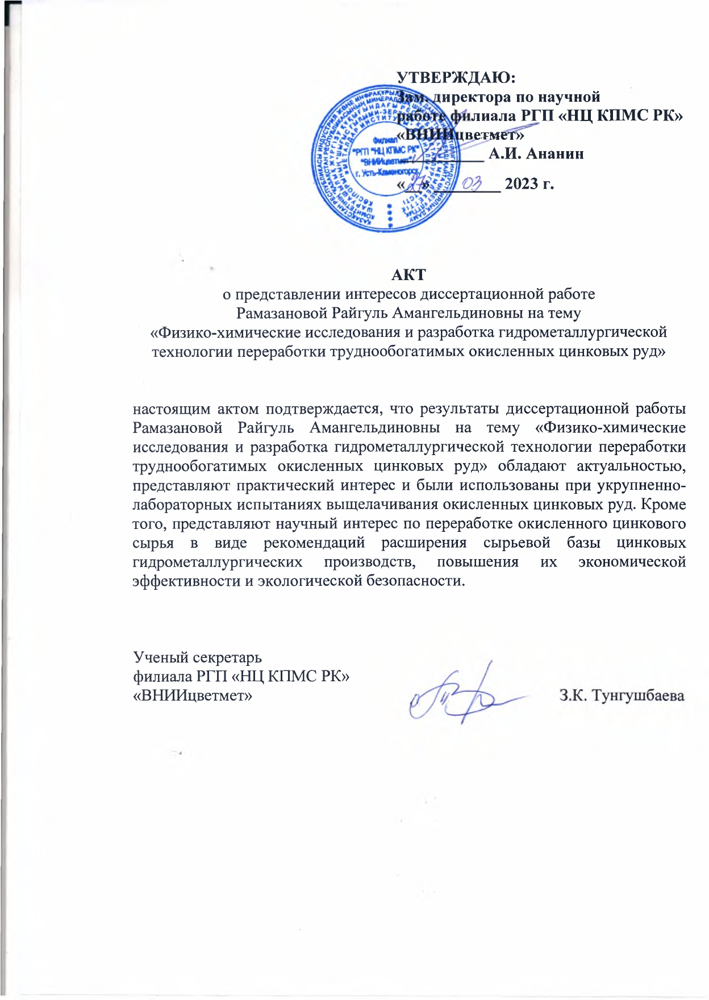 УТВЕРЖДАЮ:
Зам. директора по научной
работе филиала РГП «НЦ КПМС РК»
«ВНИИцветмет»
А.И. Ананин
«27» 03 2023 г.
Филиал
"РГП "НЦ КПМС РК"
"ВНИИцветмет"
г. Усть-Каменогорск
АКТ
о представлении интересов диссертационной работе
Рамазановой Райгуль Амангельдиновны на тему
«Физико-химические исследования и разработка гидрометаллургической
технологии переработки труднообогатимых окисленных цинковых руд»
настоящим актом подтверждается, что результаты диссертационной работы
Рамазановой Райгуль Амангельдиновны на тему «Физико-химические
исследования и разработка гидрометаллургической технологии переработки
труднообогатимых окисленных цинковых руд» обладают актуальностью,
представляют практический интерес и были использованы при укрупненно-
лабораторных испытаниях выщелачивания окисленных цинковых руд. Кроме
того, представляют научный интерес по переработке окисленного цинкового
сырья в виде рекомендаций расширения сырьевой базы цинковых
гидрометаллургических производств, повышения их экономической
эффективности и экологической безопасности.
Ученый секретарь
филиала РГП «НЦ КПМС РК»
«ВНИИцветмет» З.К. Тунгушбаева